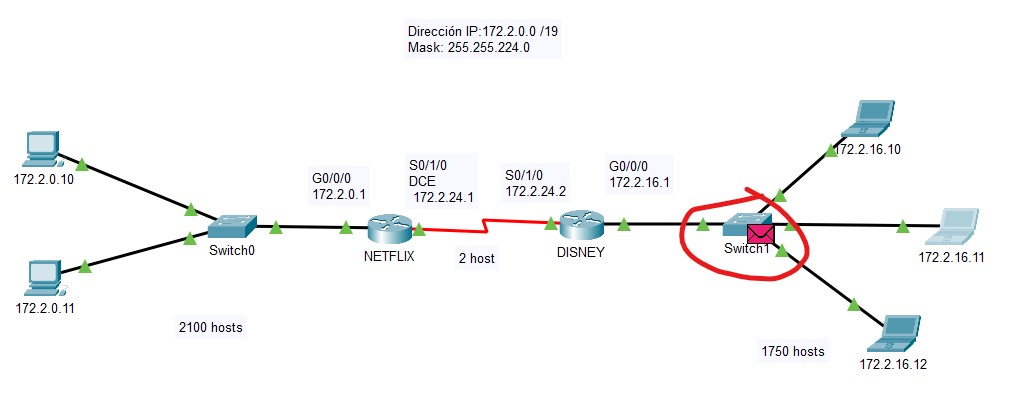 Dirección IP:172.2.0.0 /19
Mask: 255.255.224.0
172.2.0.10
172.2.0.11
Switch0
2100 hosts
G0/0/0
172.2.0.1
NETFLIX
S0/1/0
DCE
172.2.24.1
2 host
S0/1/0
172.2.24.2
DISNEY
G0/0/0
172.2.16.1
Switch1
172.2.16.10
172.2.16.11
172.2.16.12
1750 hosts